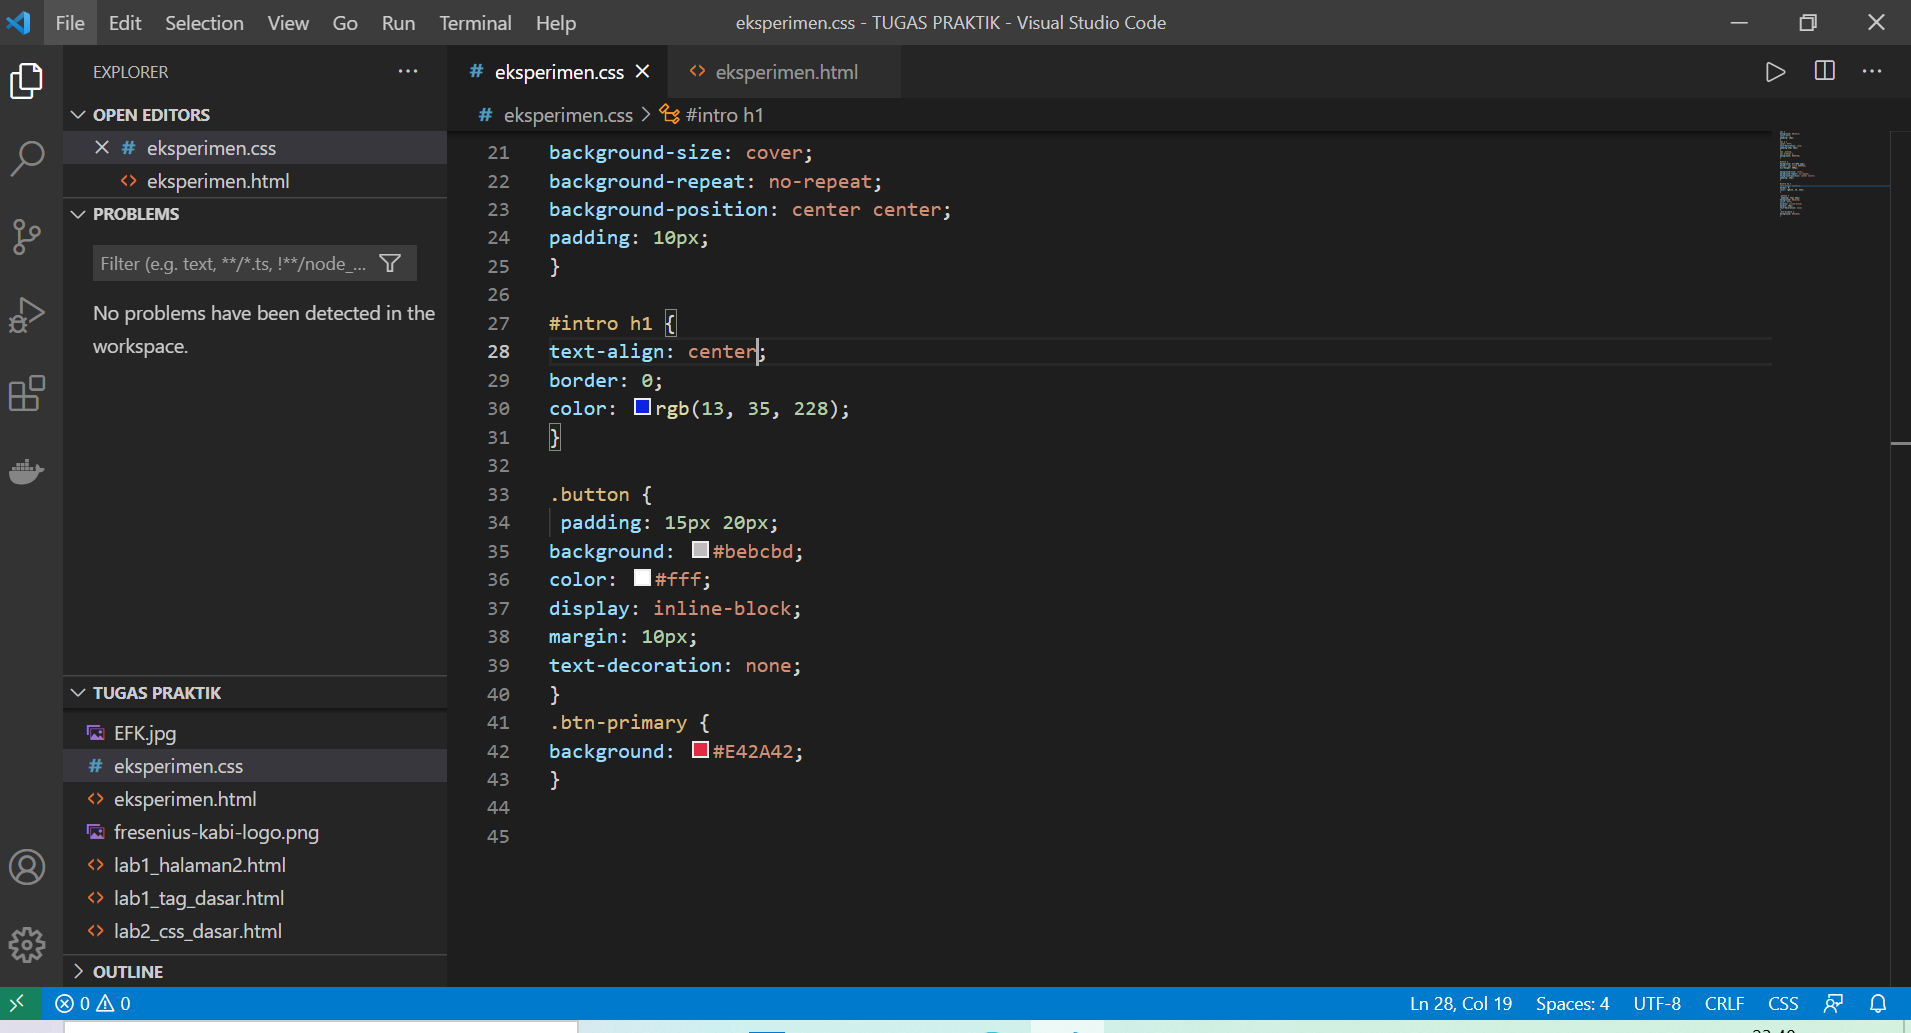 File Edit Selection View Go Run Terminal Help eksperimen.css - TUGAS PRAKTIK - Visual Studio Code
EXPLORER
OPEN EDITORS
# eksperimen.css
<> eksperimen.html
PROBLEMS
Filter (e.g. text, **/*.ts, !**/node_...
No problems have been detected in the
workspace.
TUGAS PRAKTIK
EFK.jpg
# eksperimen.css
<> eksperimen.html
fresenius-kabi-logo.png
<> lab1_halaman2.html
<> lab1_tag_dasar.html
<> lab2_css_dasar.html
OUTLINE
# eksperimen.css <> eksperimen.html
# eksperimen.css > #intro h1
21 background-size: cover;
22 background-repeat: no-repeat;
23 background-position: center center;
24 padding: 10px;
25 }
26
27 #intro h1 {
28 text-align: center;
29 border: 0;
30 color: rgb(13, 35, 228);
31 }
32
33 .button {
34 padding: 15px 20px;
35 background: #bebcbd;
36 color: #fff;
37 display: inline-block;
38 margin: 10px;
39 text-decoration: none;
40 }
41 .btn-primary {
42 background: #E42A42;
43 }
44
45
0 0 Ln 28, Col 19 Spaces: 4 UTF-8 CRLF CSS